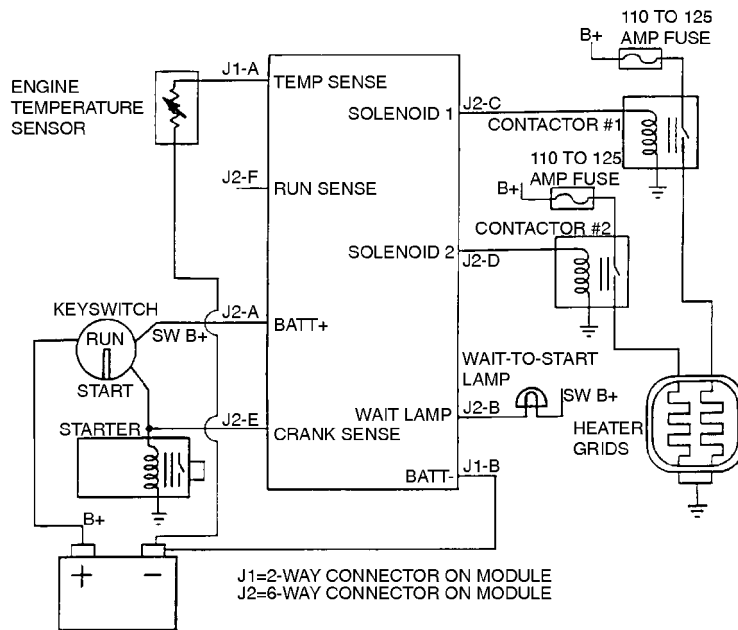 110 TO 125
AMP FUSE
B+
J1-A
TEMP SENSE
ENGINE
TEMPERATURE
SENSOR
SOLENOID 1
J2-C
CONTACTOR #1
110 TO 125
AMP FUSE
B+
J2-F
RUN SENSE
CONTACTOR #2
SOLENOID 2
J2-D
KEYSWITCH
RUN
START
SW B+
J2-A
BATT+
WAIT-TO-START
LAMP
SW B+
WAIT LAMP
J2-B
HEATER
GRIDS
STARTER
J2-E
CRANK SENSE
BATT-
J1-B
B+
+
−
J1=2-WAY CONNECTOR ON MODULE
J2=6-WAY CONNECTOR ON MODULE